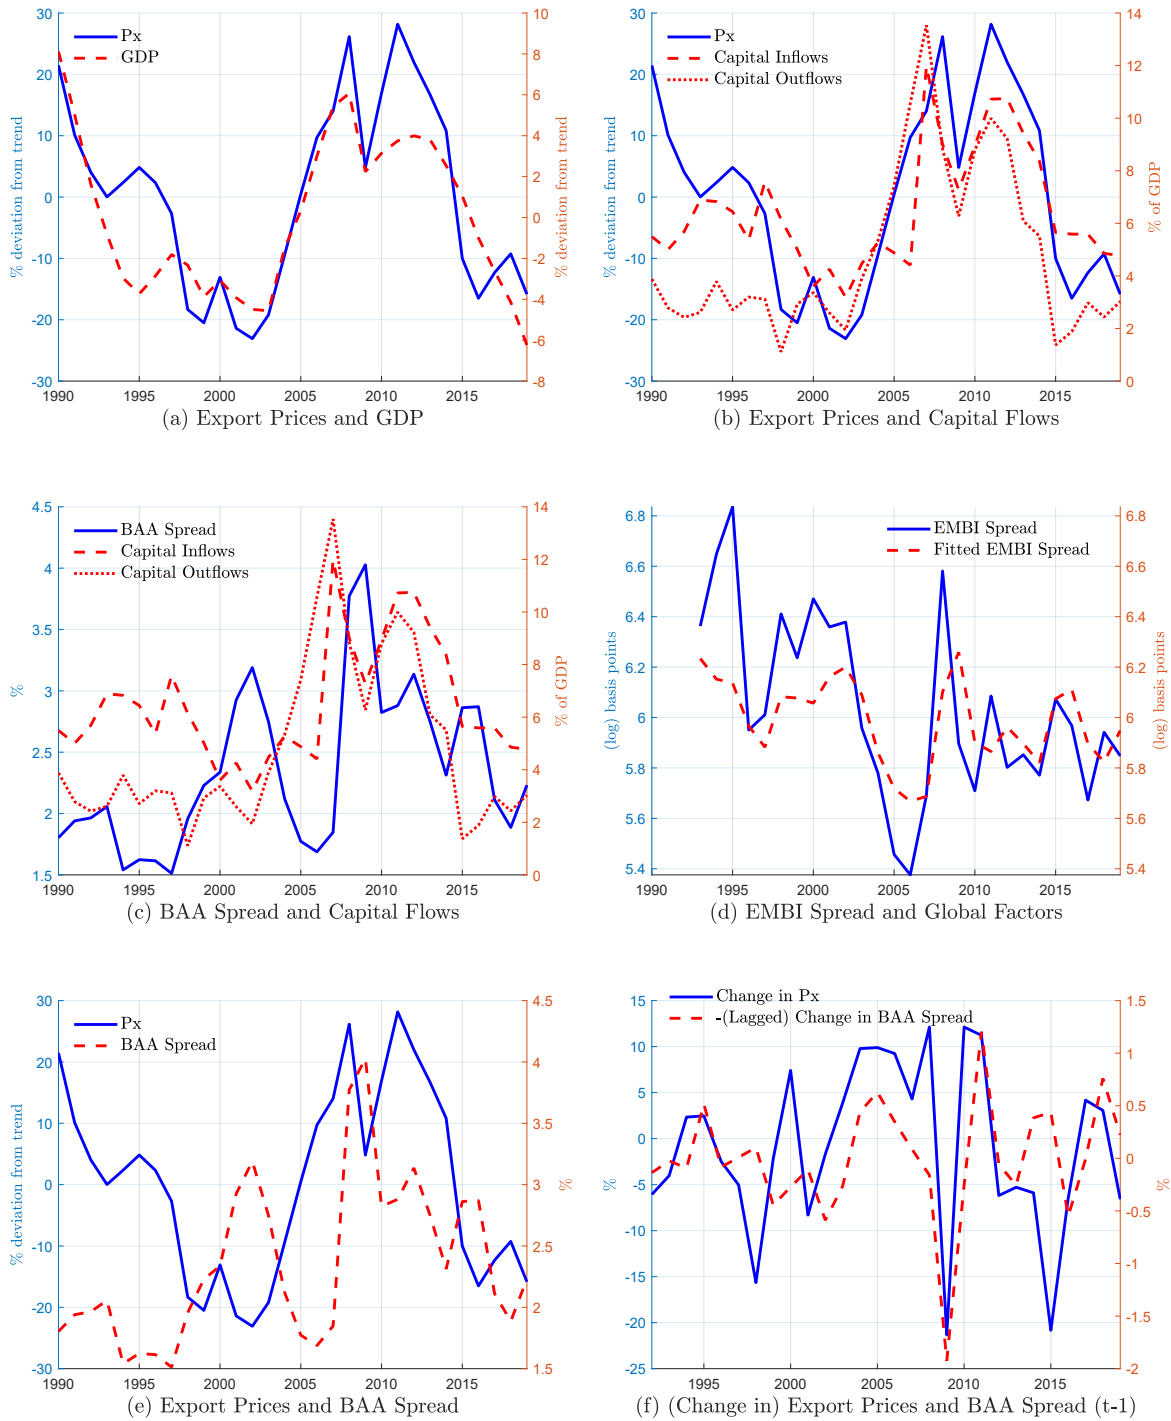 30
20
10
0
-10
-20
-30
% deviation from trend
Px
GDP
10
8
6
4
2
0
-2
-4
-6
-8
% deviation from trend
1990 1995 2000 2005 2010 2015
(a) Export Prices and GDP
30
20
10
0
-10
-20
-30
% deviation from trend
Px
Capital Inflows
Capital Outflows
14
12
10
8
6
4
2
0
% of GDP
1990 1995 2000 2005 2010 2015
(b) Export Prices and Capital Flows
4.5
4
3.5
3
2.5
2
1.5
%
BAA Spread
Capital Inflows
Capital Outflows
14
12
10
8
6
4
2
0
% of GDP
1990 1995 2000 2005 2010 2015
(c) BAA Spread and Capital Flows
6.8
6.6
6.4
6.2
6
5.8
5.6
5.4
(log) basis points
EMBI Spread
Fitted EMBI Spread
6.8
6.6
6.4
6.2
6
5.8
5.6
5.4
(log) basis points
1990 1995 2000 2005 2010 2015
(d) EMBI Spread and Global Factors
30
20
10
0
-10
-20
-30
% deviation from trend
Px
BAA Spread
4.5
4
3.5
3
2.5
2
1.5
%
1990 1995 2000 2005 2010 2015
(e) Export Prices and BAA Spread
15
10
5
0
-5
-10
-15
-20
-25
%
Change in Px
-(Lagged) Change in BAA Spread
1.5
1
0.5
0
-0.5
-1
-1.5
-2
%
1995 2000 2005 2010 2015
(f) (Change in) Export Prices and BAA Spread (t-1)